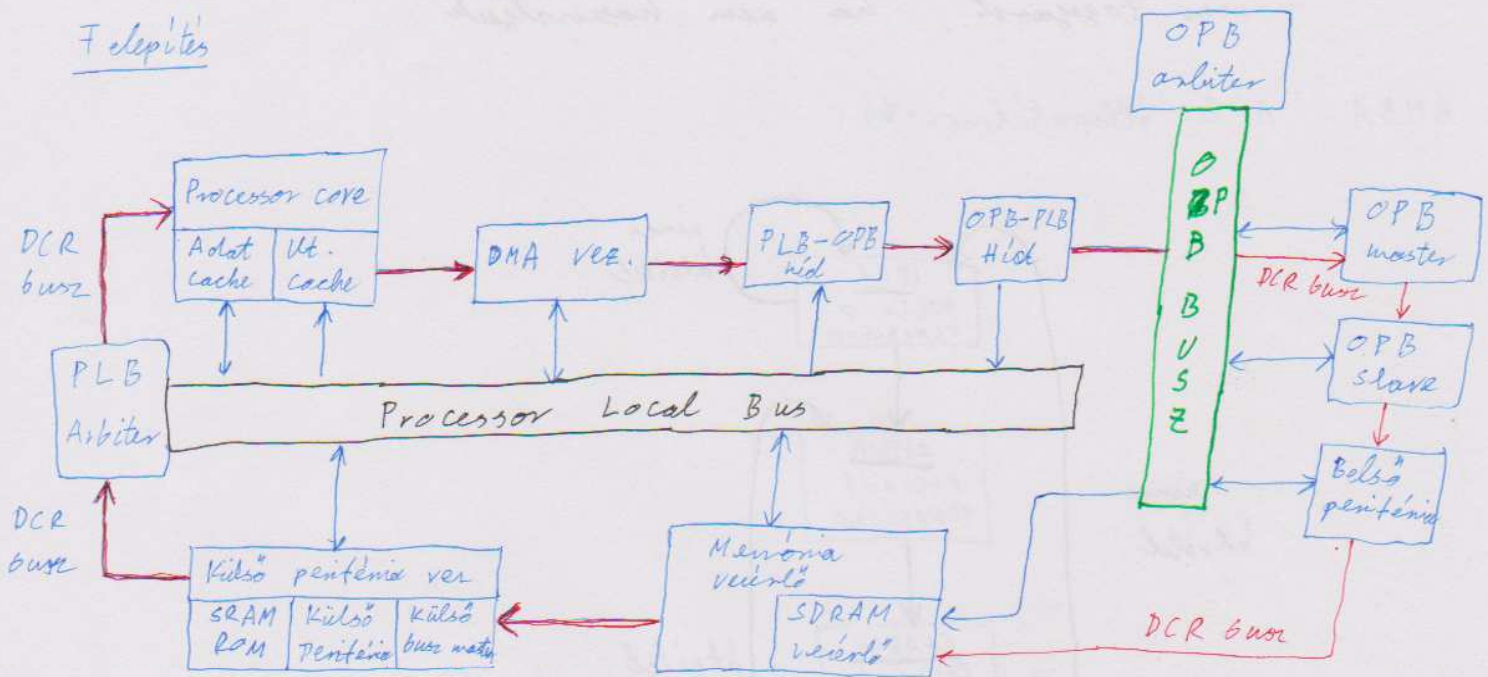 Felépítés
OPB
arbiter
Processor core
Adat
cache
Ut.
cache
DMA vez.
PLB-OPB
híd
OPB-PLB
Híd
O
P
B
B
U
S
Z
OPB
master
DCR
busz
DCR busz
OPB
Slave
PLB
Arbiter
Processor Local Bus
Belső
periféria
DCR
busz
Külső periféria vez
SRAM
ROM
Külső
Periféria
Külső
busz master
Memória
vezérlő
SDRAM
vezérlő
DCR busz